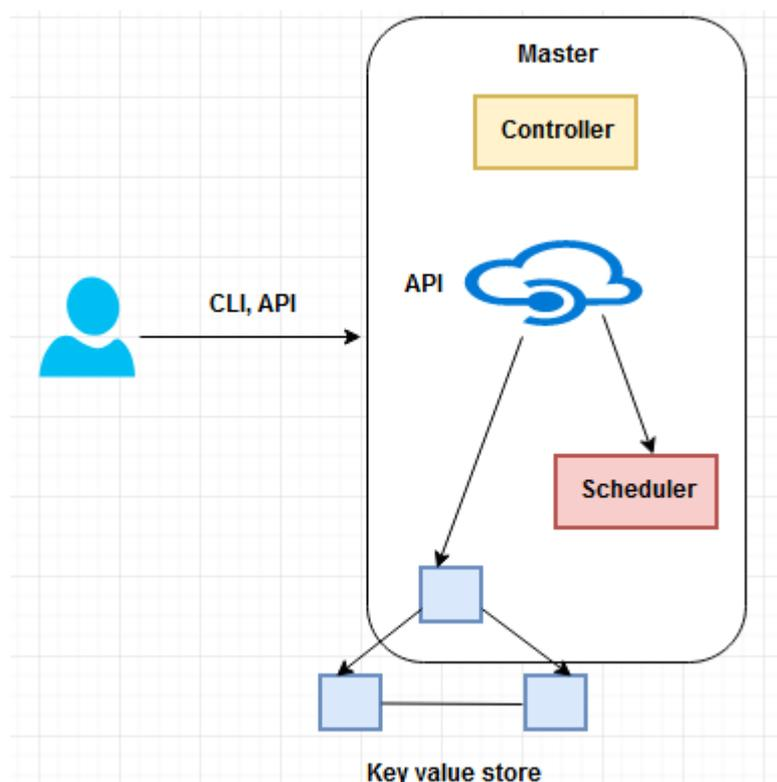 Master
Controller
API
CLI, API
Scheduler
Key value store